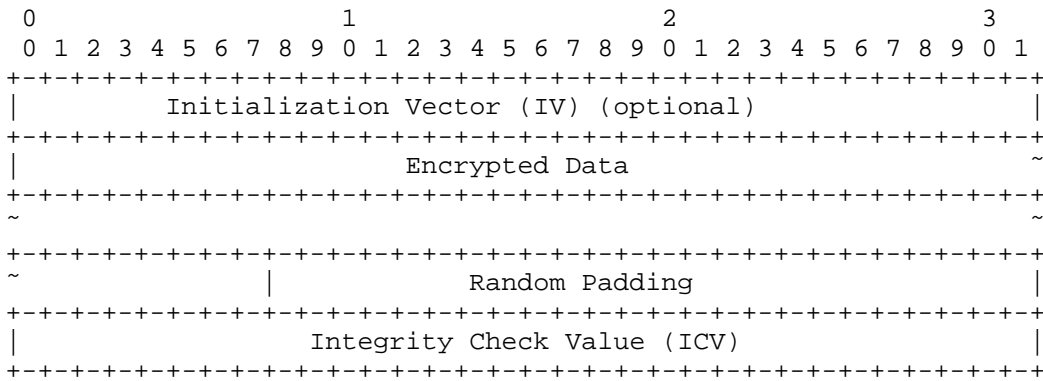 0                   1                   2                   3
 0 1 2 3 4 5 6 7 8 9 0 1 2 3 4 5 6 7 8 9 0 1 2 3 4 5 6 7 8 9 0 1
+-+-+-+-+-+-+-+-+-+-+-+-+-+-+-+-+-+-+-+-+-+-+-+-+-+-+-+-+-+-+-+-+
|         Initialization Vector (IV) (optional)                 |
+-+-+-+-+-+-+-+-+-+-+-+-+-+-+-+-+-+-+-+-+-+-+-+-+-+-+-+-+-+-+-+-+
|                        Encrypted Data                         ~
+-+-+-+-+-+-+-+-+-+-+-+-+-+-+-+-+-+-+-+-+-+-+-+-+-+-+-+-+-+-+-+-+
~                                                               ~
+-+-+-+-+-+-+-+-+-+-+-+-+-+-+-+-+-+-+-+-+-+-+-+-+-+-+-+-+-+-+-+-+
~               |            Random Padding                     |
+-+-+-+-+-+-+-+-+-+-+-+-+-+-+-+-+-+-+-+-+-+-+-+-+-+-+-+-+-+-+-+-+
|                  Integrity Check Value (ICV)                  |
+-+-+-+-+-+-+-+-+-+-+-+-+-+-+-+-+-+-+-+-+-+-+-+-+-+-+-+-+-+-+-+-+